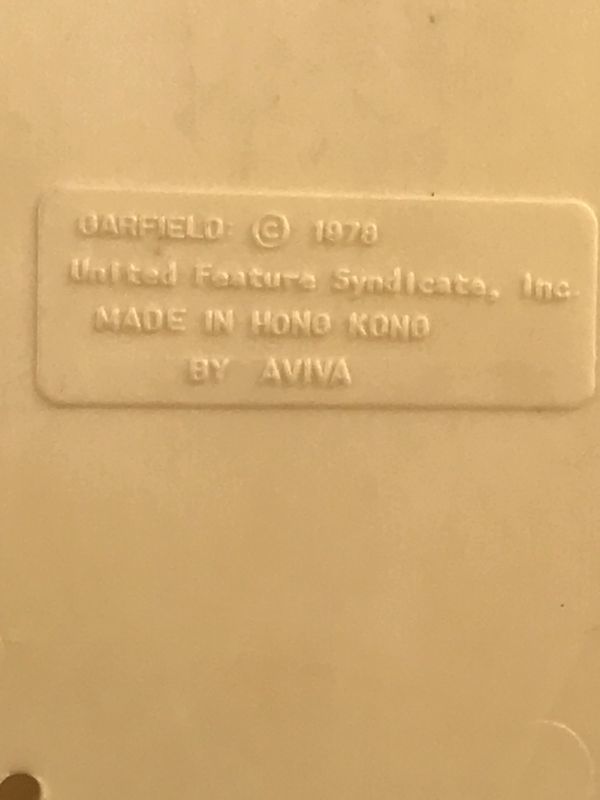 GARFIELD: © 1978
United Feature Syndicate, Inc.
MADE IN HONG KONG
BY AVIVA